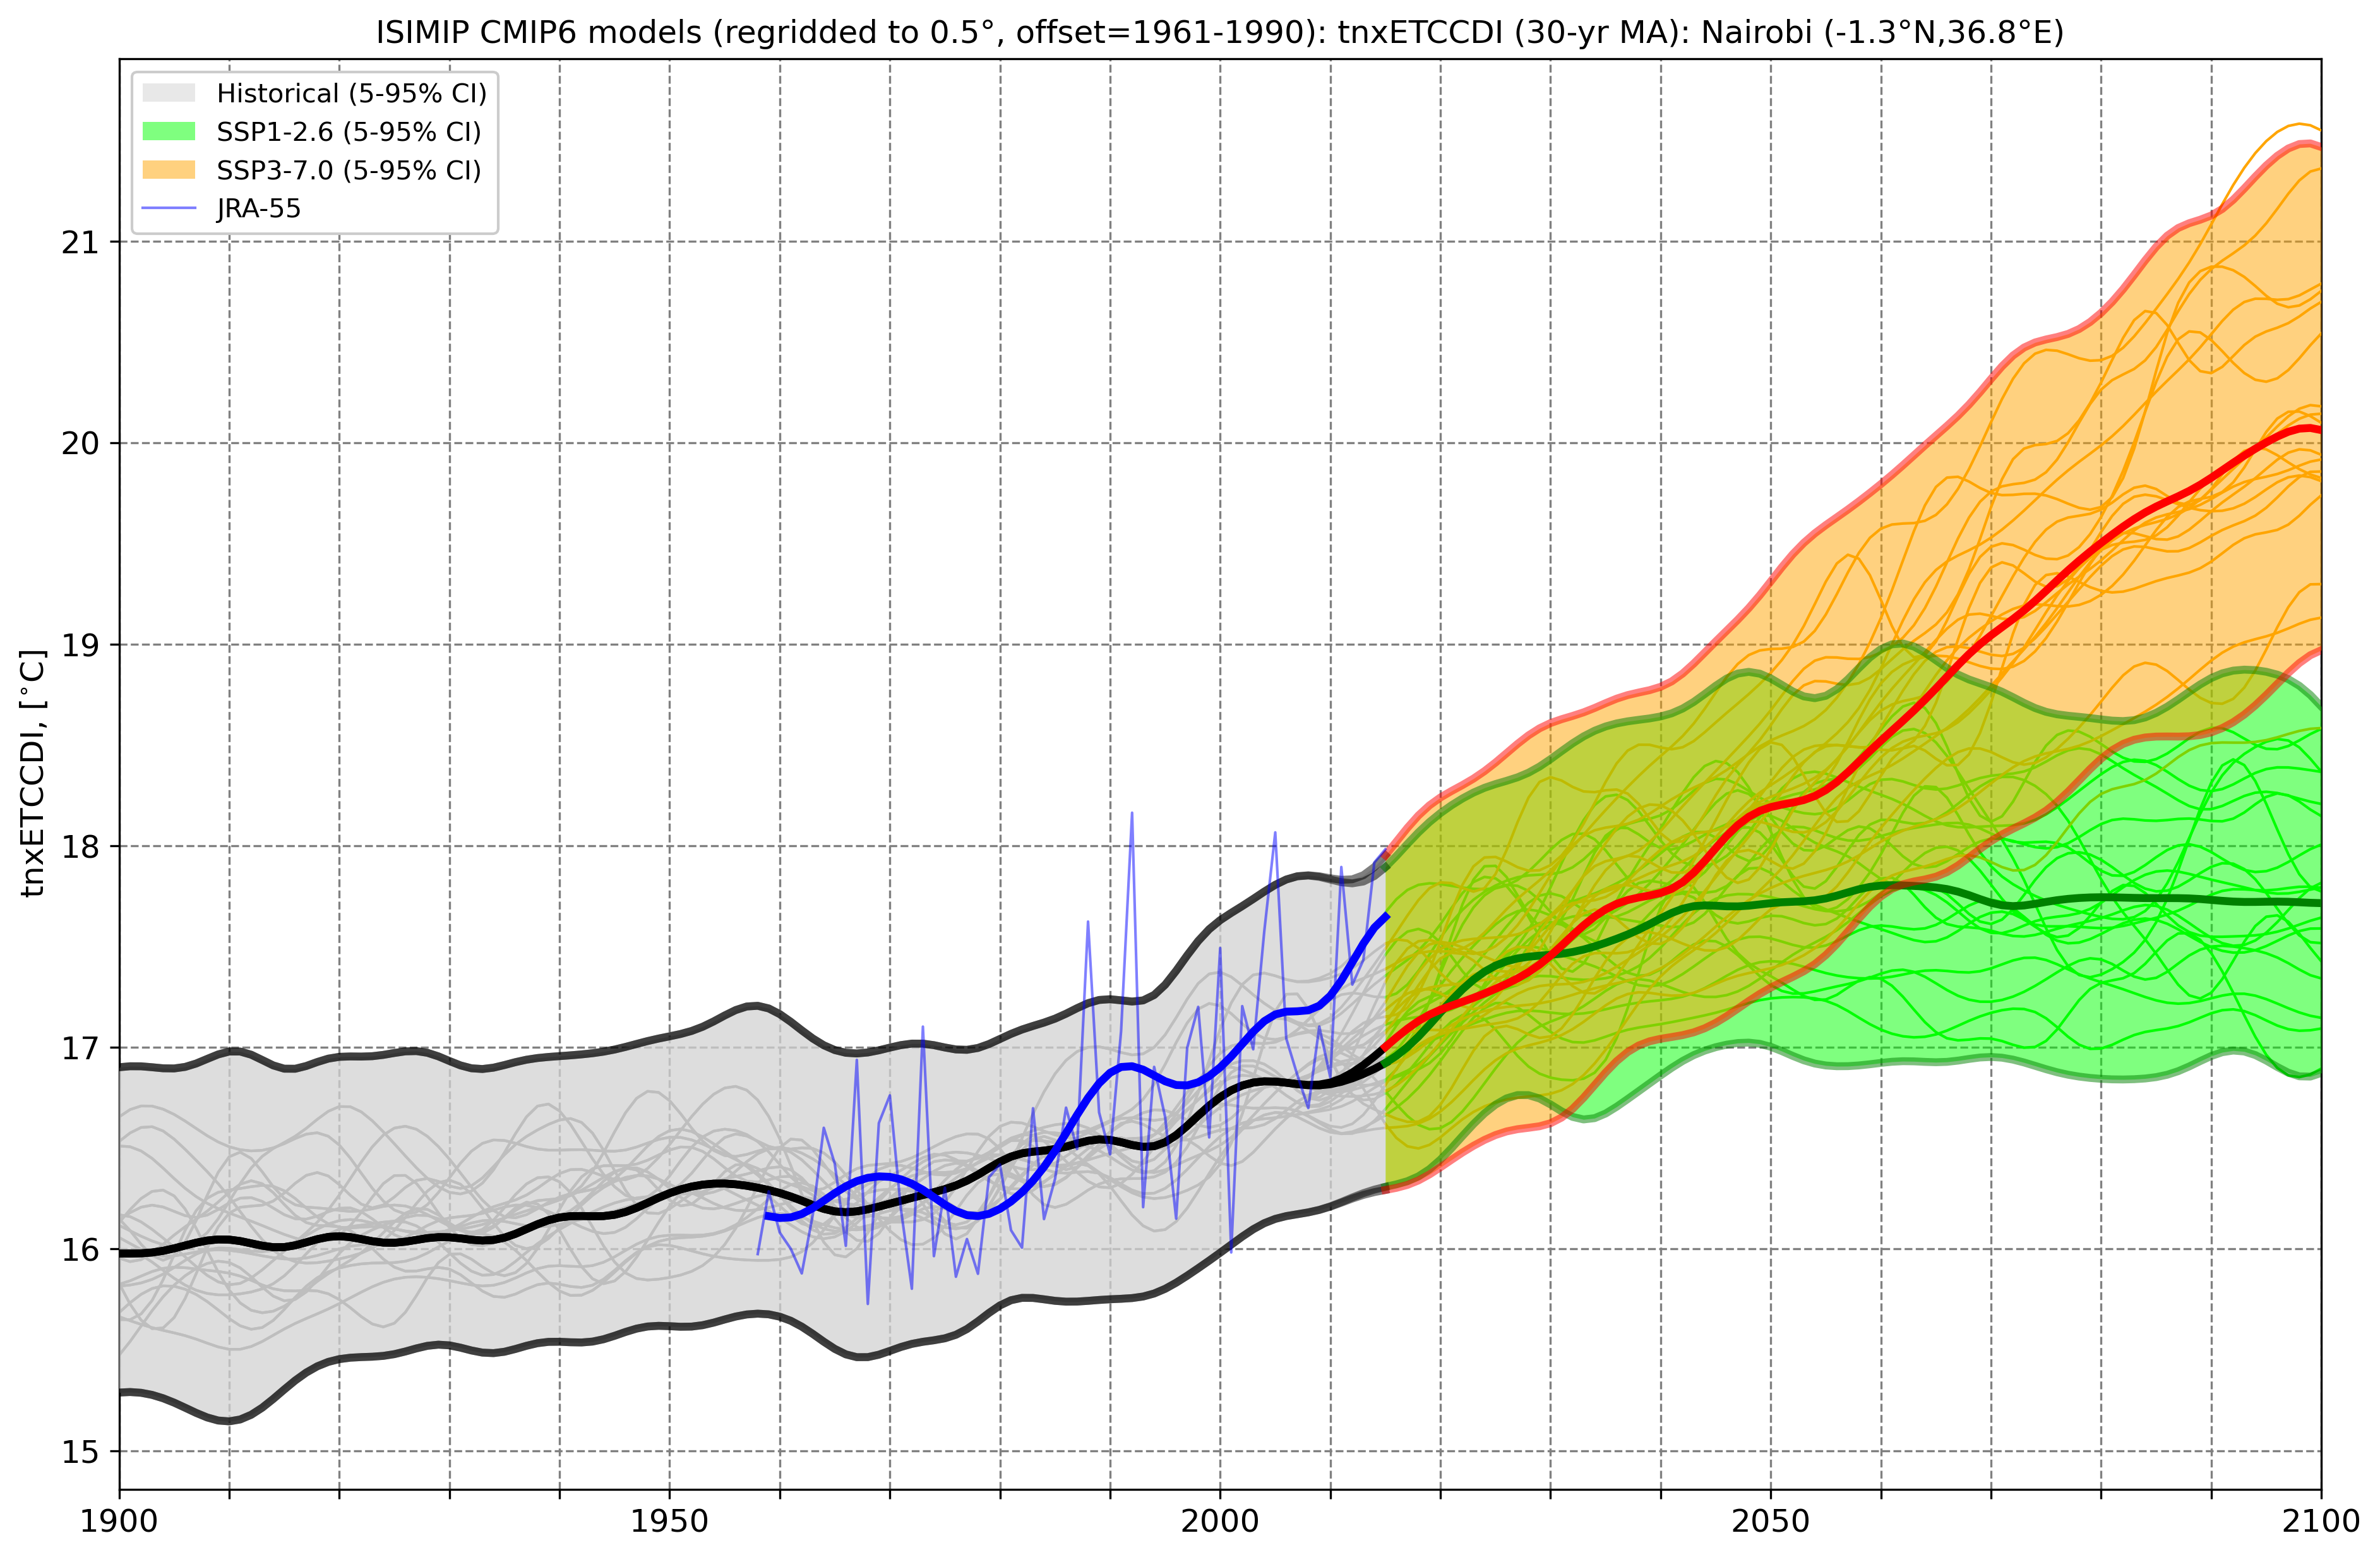 ISIMIP CMIP6 models (regridded to 0.5°, offset=1961-1990): tnxETCCDI (30-yr MA): Nairobi (-1.3°N,36.8°E)
Historical (5-95% CI)
SSP1-2.6 (5-95% CI)
SSP3-7.0 (5-95% CI)
JRA-55
tnxETCCDI, [°C]
21
20
19
18
17
16
15
1900
1950
2000
2050
2100